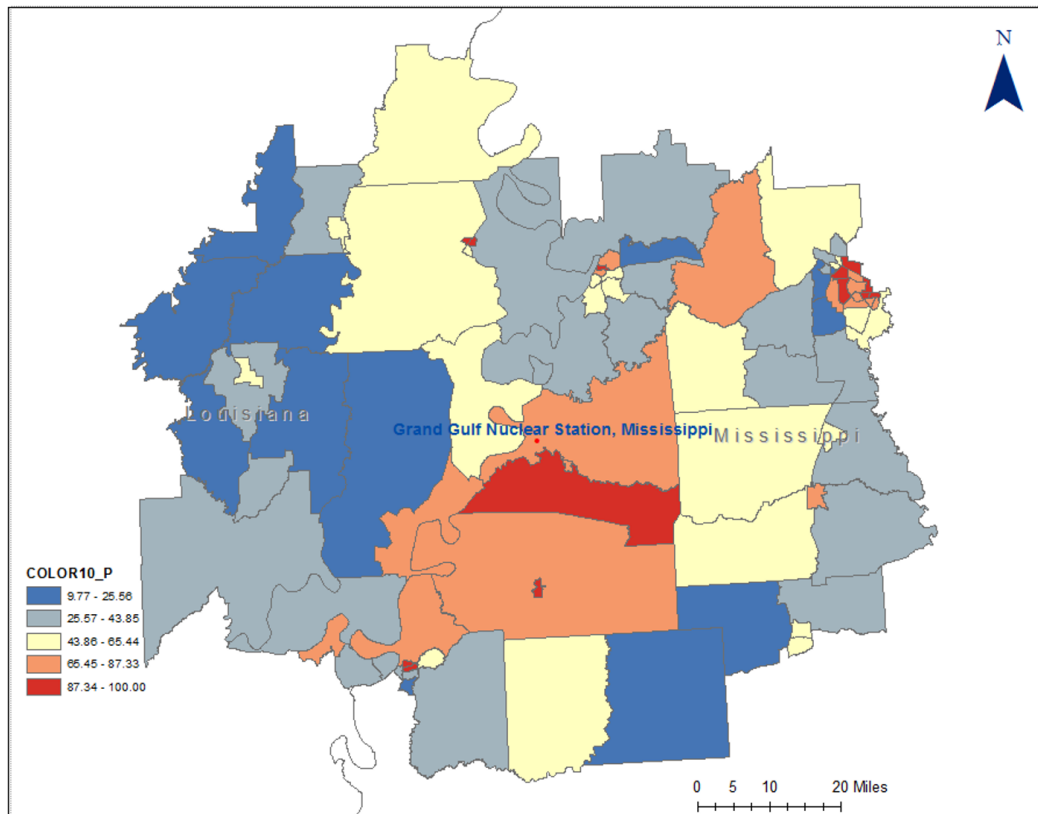 N
Louisiana
Grand Gulf Nuclear Station, Mississippi
Mississippi
COLOR10_P
9.77 - 25.56
25.57 - 43.85
43.86 - 65.44
65.45 - 87.33
87.34 - 100.00
0 5 10 20 Miles